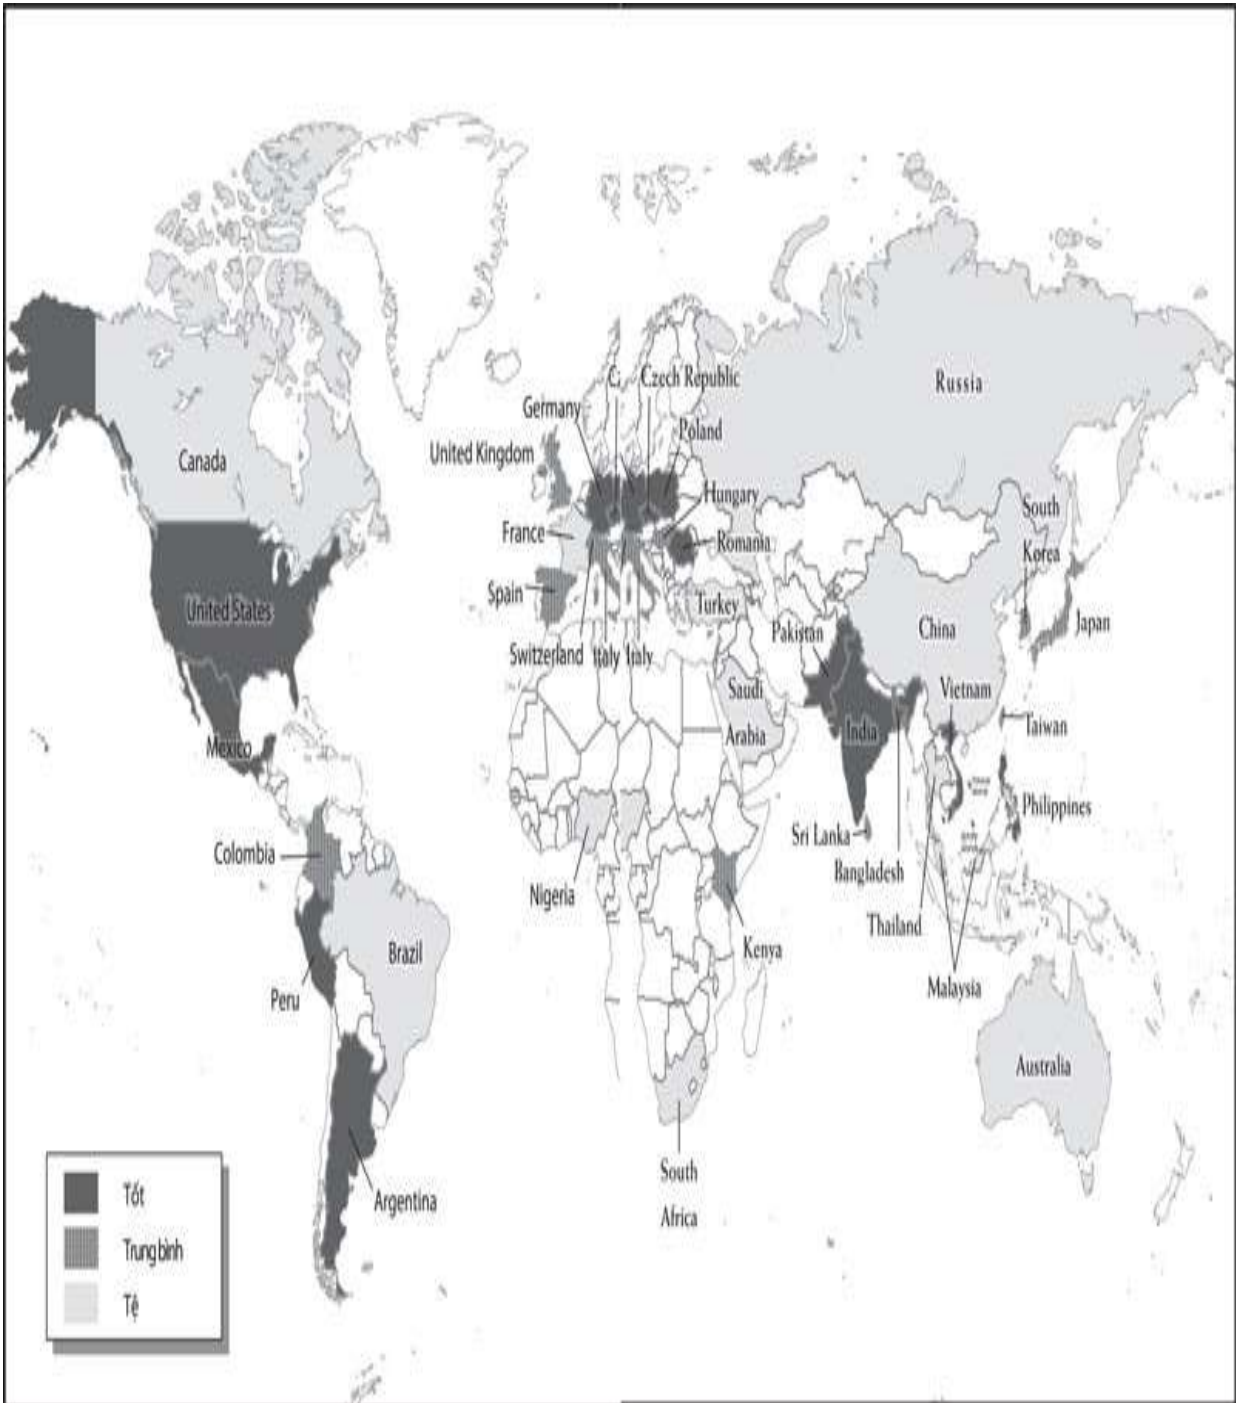 C
Czech Republic
Germany
Russia
Poland
United Kingdom
Canada
Hungary
South
Korea
France
Romania
Spain
Turkey
United States
Pakistan
China
Japan
Switzerland
Italy
Italy
Saudi
Arabia
Vietnam
Taiwan
India
Mexico
Philippines
Sri Lanka
Colombia
Bangladesh
Nigeria
Thailand
Brazil
Kenya
Peru
Malaysia
Australia
South
Africa
Argentina
Tốt
Trung bình
Tệ